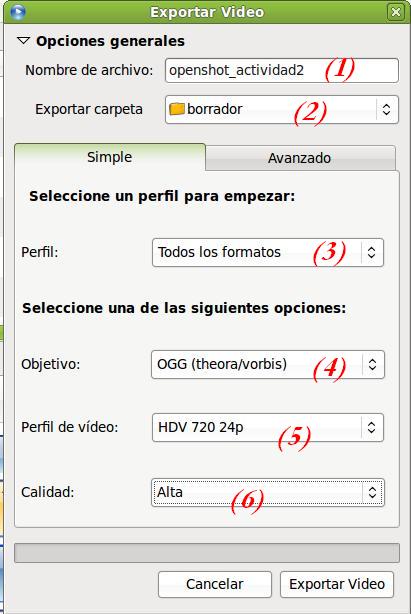 Exportar Video
Opciones generales
Nombre de archivo: openshot_actividad2 (1)
Exportar carpeta borrador (2)
Simple Avanzado
Seleccione un perfil para empezar:
Perfil: Todos los formatos (3)
Seleccione una de las siguientes opciones:
Objetivo: OGG (theora/vorbis) (4)
Perfil de vídeo: HDV 720 24p (5)
Calidad: Alta (6)
Cancelar Exportar Video